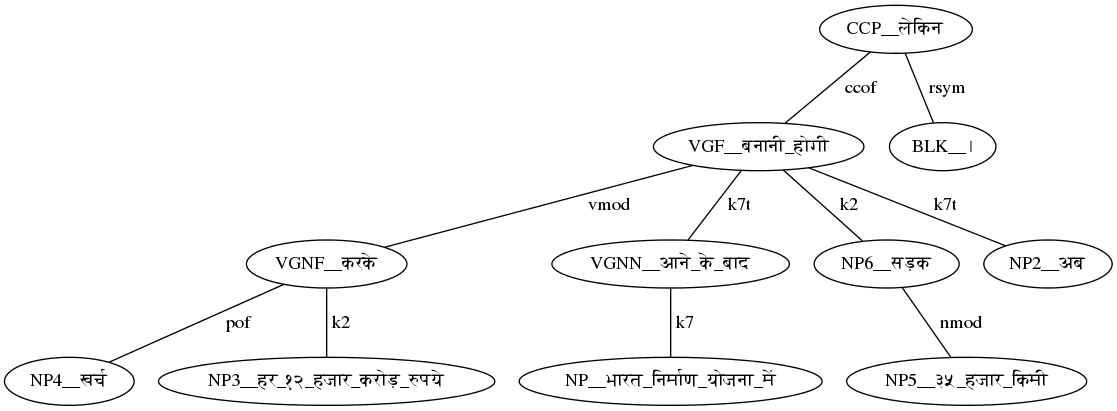 CCP__लेकिन
ccof rsym
VGF__बनानी_होगी BLK__।
vmod k7t k2 k7t
VGNF__करके VGNN__आने_के_बाद NP6__सड़क NP2__अब
pof k2 k7 nmod
NP4__खर्च NP3__हर_१२_हजार_करोड़_रुपये NP__भारत_निर्माण_योजना_में NP5__३५_हजार_किमी